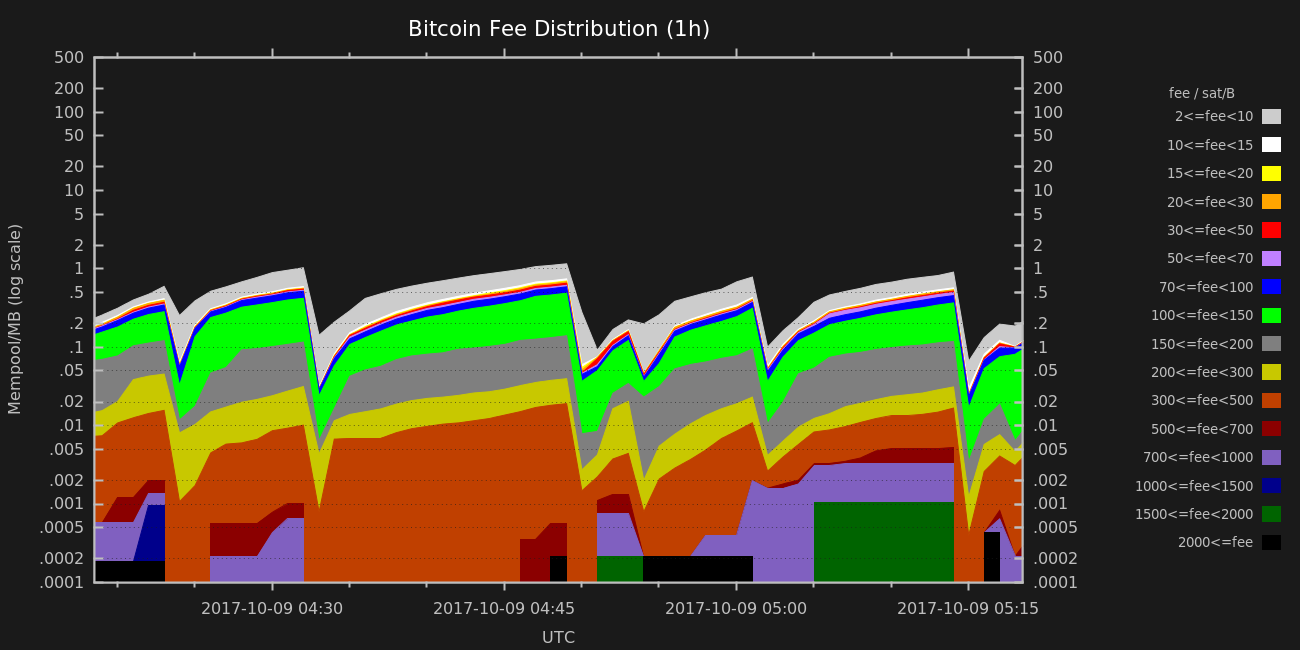 Bitcoin Fee Distribution (1h)
500
200
100
50
20
10
5
2
1
.5
.2
.1
.05
.02
.01
.005
.002
.001
.0005
.0002
.0001
Mempool/MB (log scale)
500
200
100
50
20
10
5
2
1
.5
.2
.1
.05
.02
.01
.005
.002
.001
.0005
.0002
.0001
2017-10-09 04:30
2017-10-09 04:45
2017-10-09 05:00
2017-10-09 05:15
UTC
fee / sat/B
2<=fee<10
10<=fee<15
15<=fee<20
20<=fee<30
30<=fee<50
50<=fee<70
70<=fee<100
100<=fee<150
150<=fee<200
200<=fee<300
300<=fee<500
500<=fee<700
700<=fee<1000
1000<=fee<1500
1500<=fee<2000
2000<=fee